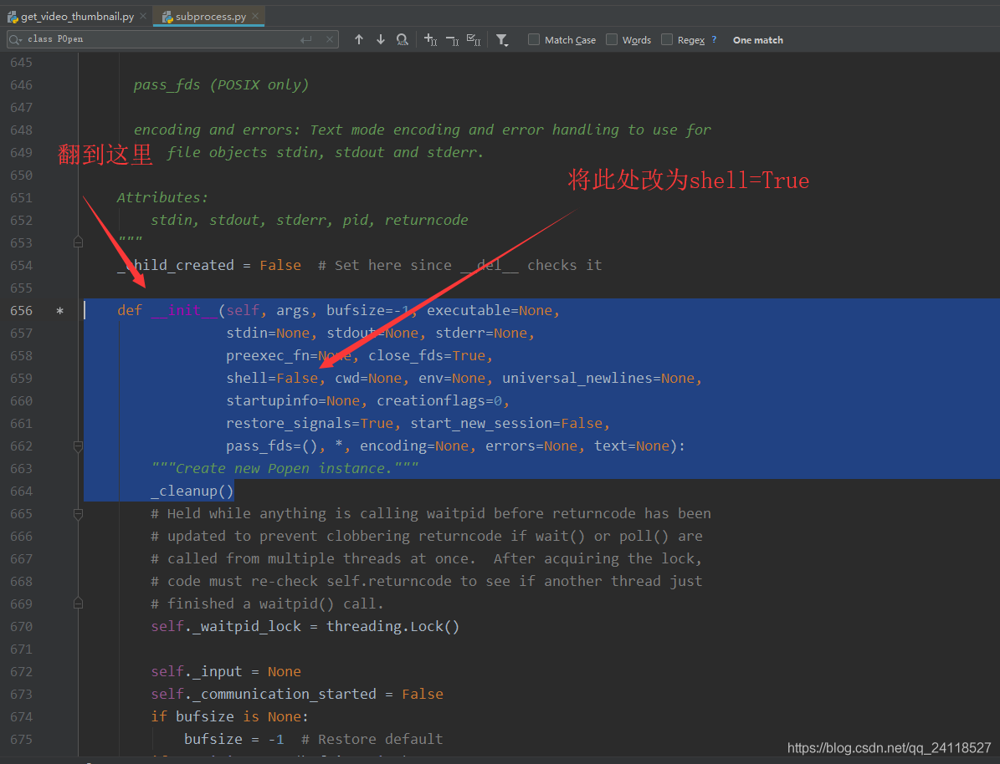 get_video_thumbnail.py subprocess.py
class POpen Match Case Words Regex ? One match
645
646 pass_fds (POSIX only)
647
648 encoding and errors: Text mode encoding and error handling to use for
649 file objects stdin, stdout and stderr.
翻到这里
将此处改为shell=True
650
651 Attributes:
652 stdin, stdout, stderr, pid, returncode
653 """
654 _child_created = False # Set here since __del__ checks it
655
656 * def __init__(self, args, bufsize=-1, executable=None,
657 stdin=None, stdout=None, stderr=None,
658 preexec_fn=None, close_fds=True,
659 shell=False, cwd=None, env=None, universal_newlines=None,
660 startupinfo=None, creationflags=0,
661 restore_signals=True, start_new_session=False,
662 pass_fds=(), *, encoding=None, errors=None, text=None):
663 """Create new Popen instance."""
664 _cleanup()
665 # Held while anything is calling waitpid before returncode has been
666 # updated to prevent clobbering returncode if wait() or poll() are
667 # called from multiple threads at once.  After acquiring the lock,
668 # code must re-check self.returncode to see if another thread just
669 # finished a waitpid() call.
670 self._waitpid_lock = threading.Lock()
671
672 self._input = None
673 self._communication_started = False
674 if bufsize is None:
675 bufsize = -1 # Restore default
https://blog.csdn.net/qq_24118527